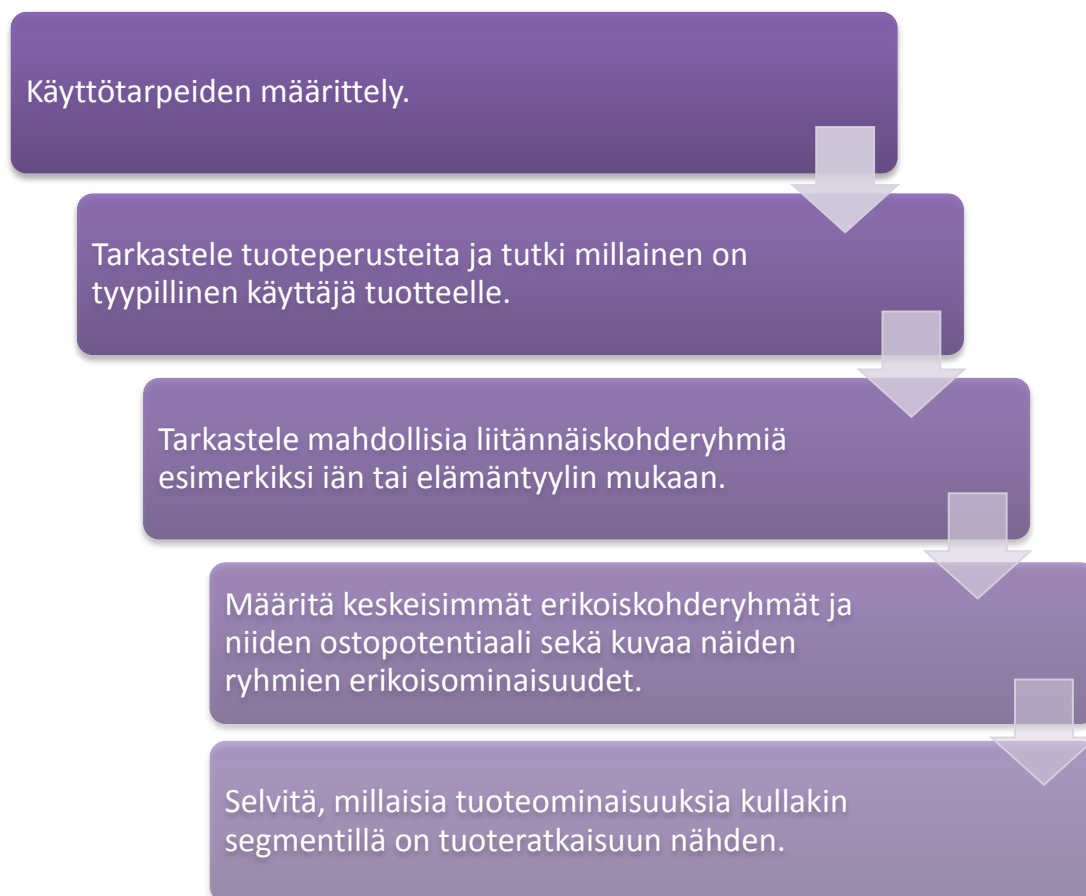 Käyttötarpeiden määrittely.
Tarkastele tuoteperusteita ja tutki millainen on
tyypillinen käyttäjä tuotteelle.
Tarkastele mahdollisia liitännäiskohderyhmiä
esimerkiksi iän tai elämäntyylin mukaan.
Määritä keskeisimmät erikoiskohderyhmät ja
niiden ostopotentiaali sekä kuvaa näiden
ryhmien erikoisominaisuudet.
Selvitä, millaisia tuoteominaisuuksia kullakin
segmentillä on tuoteratkaisuun nähden.